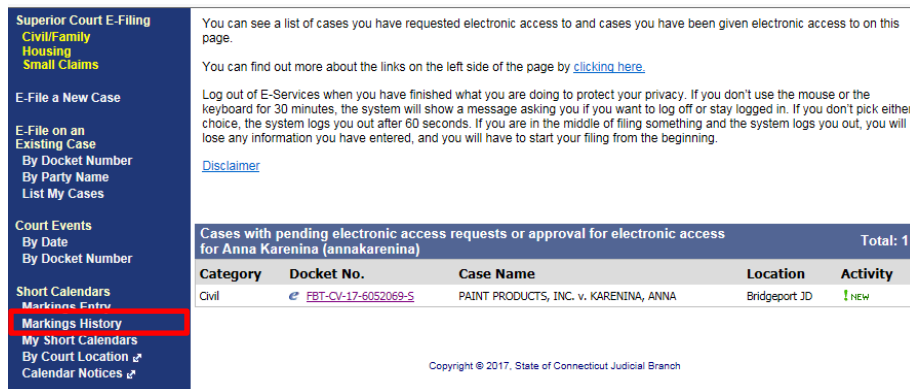 Superior Court E-Filing
Civil/Family
Housing
Small Claims
E-File a New Case
E-File on an
Existing Case
By Docket Number
By Party Name
List My Cases
Court Events
By Date
By Docket Number
Short Calendars
Markings Entry
Markings History
My Short Calendars
By Court Location
Calendar Notices
You can see a list of cases you have requested electronic access to and cases you have been given electronic access to on this
page.
You can find out more about the links on the left side of the page by clicking here.
Log out of E-Services when you have finished what you are doing to protect your privacy. If you don't use the mouse or the
keyboard for 30 minutes, the system will show a message asking you if you want to log off or stay logged in. If you don't pick either
choice, the system logs you out after 60 seconds. If you are in the middle of filing something and the system logs you out, you will
lose any information you have entered, and you will have to start your filing from the beginning.
Disclaimer
Cases with pending electronic access requests or approval for electronic access
for Anna Karenina (annakarenina) Total: 1
Category Docket No. Case Name Location Activity
Civil e FBT-CV-17-6052069-S PAINT PRODUCTS, INC. v. KARENINA, ANNA Bridgeport JD ! NEW
Copyright © 2017, State of Connecticut Judicial Branch